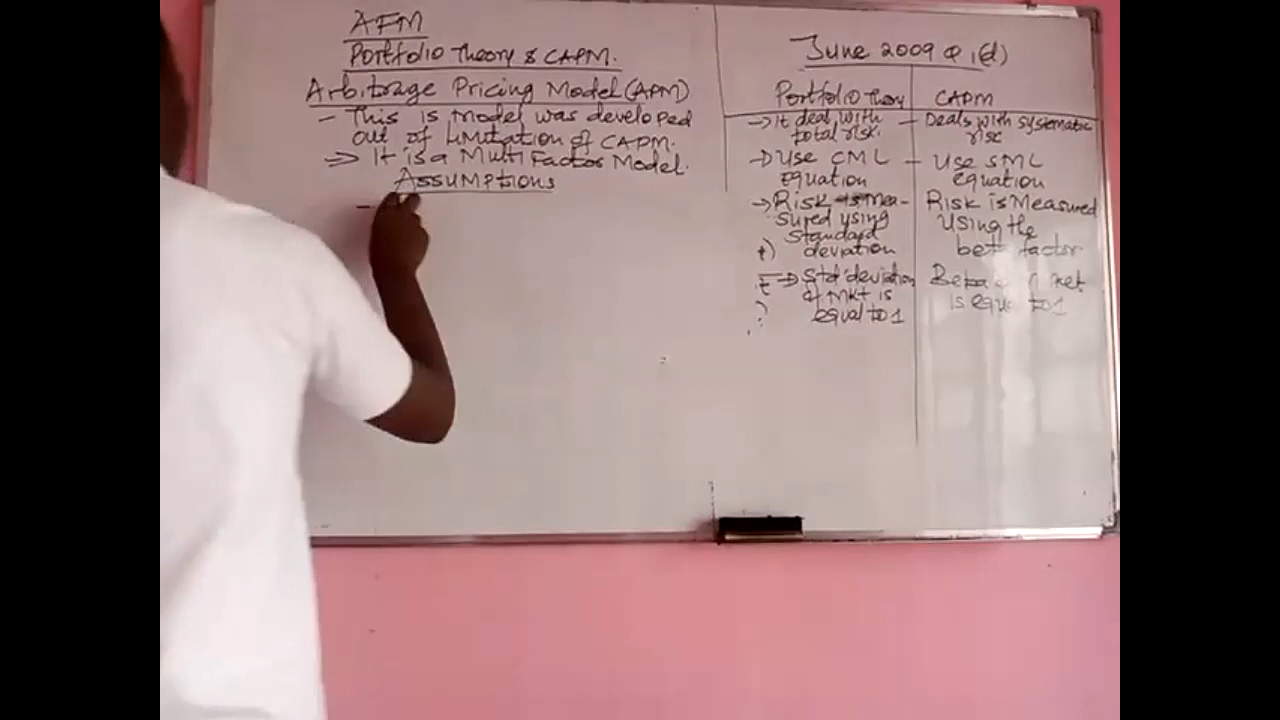 AFM
Portfolio Theory & CAPM.
Arbitrage Pricing Model (APM)
- This is Model was developed
out of Limitation of CAPM.
=> It is a Multi Factor Model.
Assumptions
-
June 2009 Q 1(d)
Portfolio Theory
→ It deal with
total risk.
→ Use CML
Equation
→ Risk is Mea-
sured using
Standard
deviation
→ Std deviation
of Mkt is
equal to 1
CAPM
- Deals with systematic
risk
- Use SML
equation
Risk is Measured
Using the
beta factor
Beta
is equal to 1